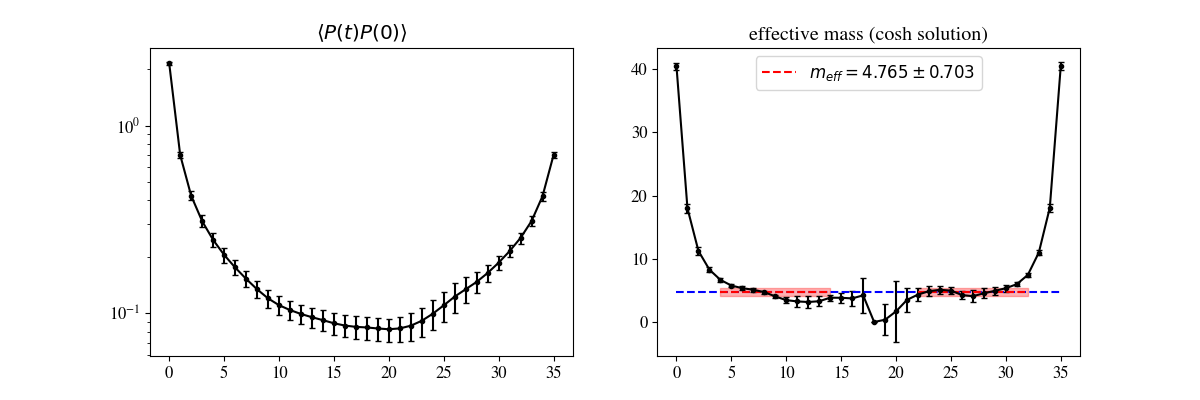 ⟨P(t)P(0)⟩
10⁰
10⁻¹
0 5 10 15 20 25 30 35
effective mass (cosh solution)
m_eff = 4.765 ± 0.703
40
30
20
10
0
0 5 10 15 20 25 30 35